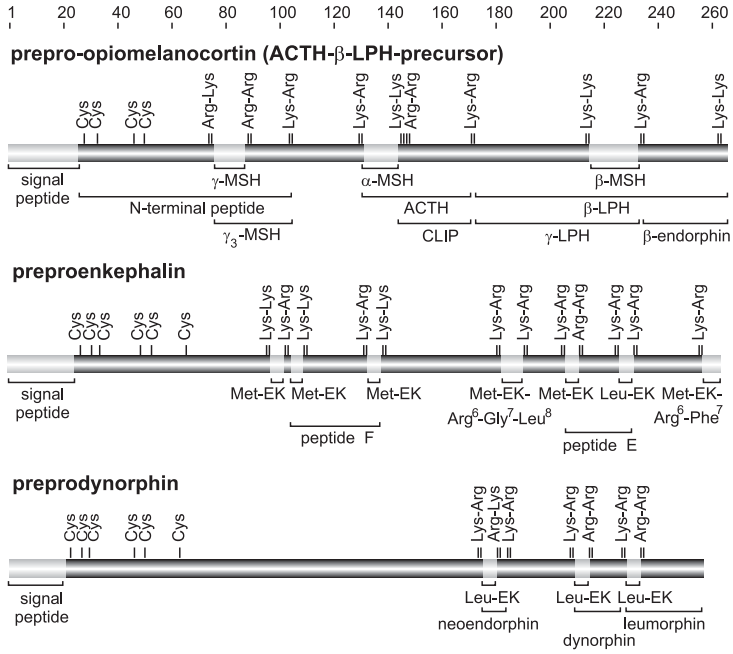 1 20 40 60 80 100 120 140 160 180 200 220 240 260
prepro-opiomelanocortin (ACTH-β-LPH-precursor)
Cys Cys Cys Cys Arg-Lys Arg-Arg Lys-Arg Lys-Arg Lys-Lys Arg-Arg Lys-Arg Lys-Lys Lys-Arg Lys-Lys
signal peptide
γ-MSH α-MSH β-MSH
N-terminal peptide ACTH β-LPH
γ₃-MSH CLIP γ-LPH β-endorphin
preproenkephalin
Cys Cys Cys Cys Cys Cys Lys-Lys Lys-Arg Lys-Lys Lys-Arg Lys-Lys Lys-Arg Lys-Arg Lys-Arg Arg-Arg Lys-Arg Lys-Arg Lys-Arg
signal peptide
Met-EK Met-EK Met-EK Met-EK- Met-EK Leu-EK Met-EK-
Arg⁶-Gly⁷-Leu⁸ Arg⁶-Phe⁷
peptide F peptide E
preprodynorphin
Cys Cys Cys Cys Cys Cys Lys-Arg Arg-Lys Lys-Arg Lys-Arg Arg-Arg Lys-Arg Arg-Arg
signal peptide
Leu-EK Leu-EK Leu-EK
neoendorphin leumorphin
dynorphin